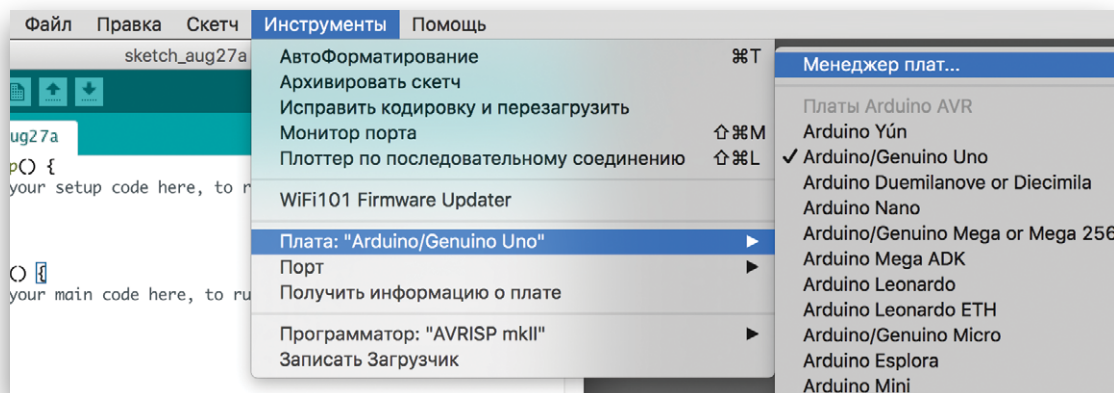 Файл Правка Скетч Инструменты Помощь
sketch_aug27a
ug27a
() {
your setup code here, to r
() {
your main code here, to ru
АвтоФорматирование ⌘T
Архивировать скетч
Исправить кодировку и перезагрузить
Монитор порта ⇧⌘M
Плоттер по последовательному соединению ⇧⌘L
WiFi101 Firmware Updater
Плата: "Arduino/Genuino Uno" ▶
Порт ▶
Получить информацию о плате
Программатор: "AVRISP mkII" ▶
Записать Загрузчик
Менеджер плат...
Платы Arduino AVR
Arduino Yún
✓ Arduino/Genuino Uno
Arduino Duemilanove or Diecimila
Arduino Nano
Arduino/Genuino Mega or Mega 256
Arduino Mega ADK
Arduino Leonardo
Arduino Leonardo ETH
Arduino/Genuino Micro
Arduino Esplora
Arduino Mini